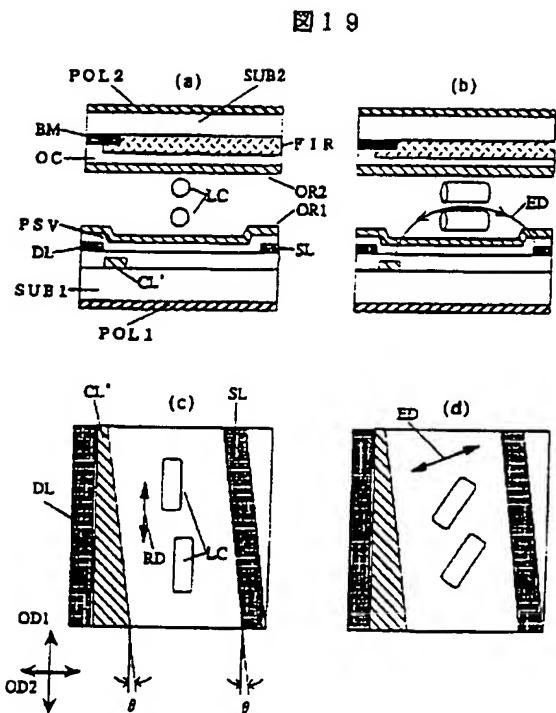 図19
(a)
(b)
POL2
SUB2
BM
FIR
OC
LC
OR2
OR1
ED
PSV
DL
SL
CL'
SUB1
POL1
(c)
(d)
CL'
SL
ED
DL
RD
LC
OD1
OD2
θ
θ